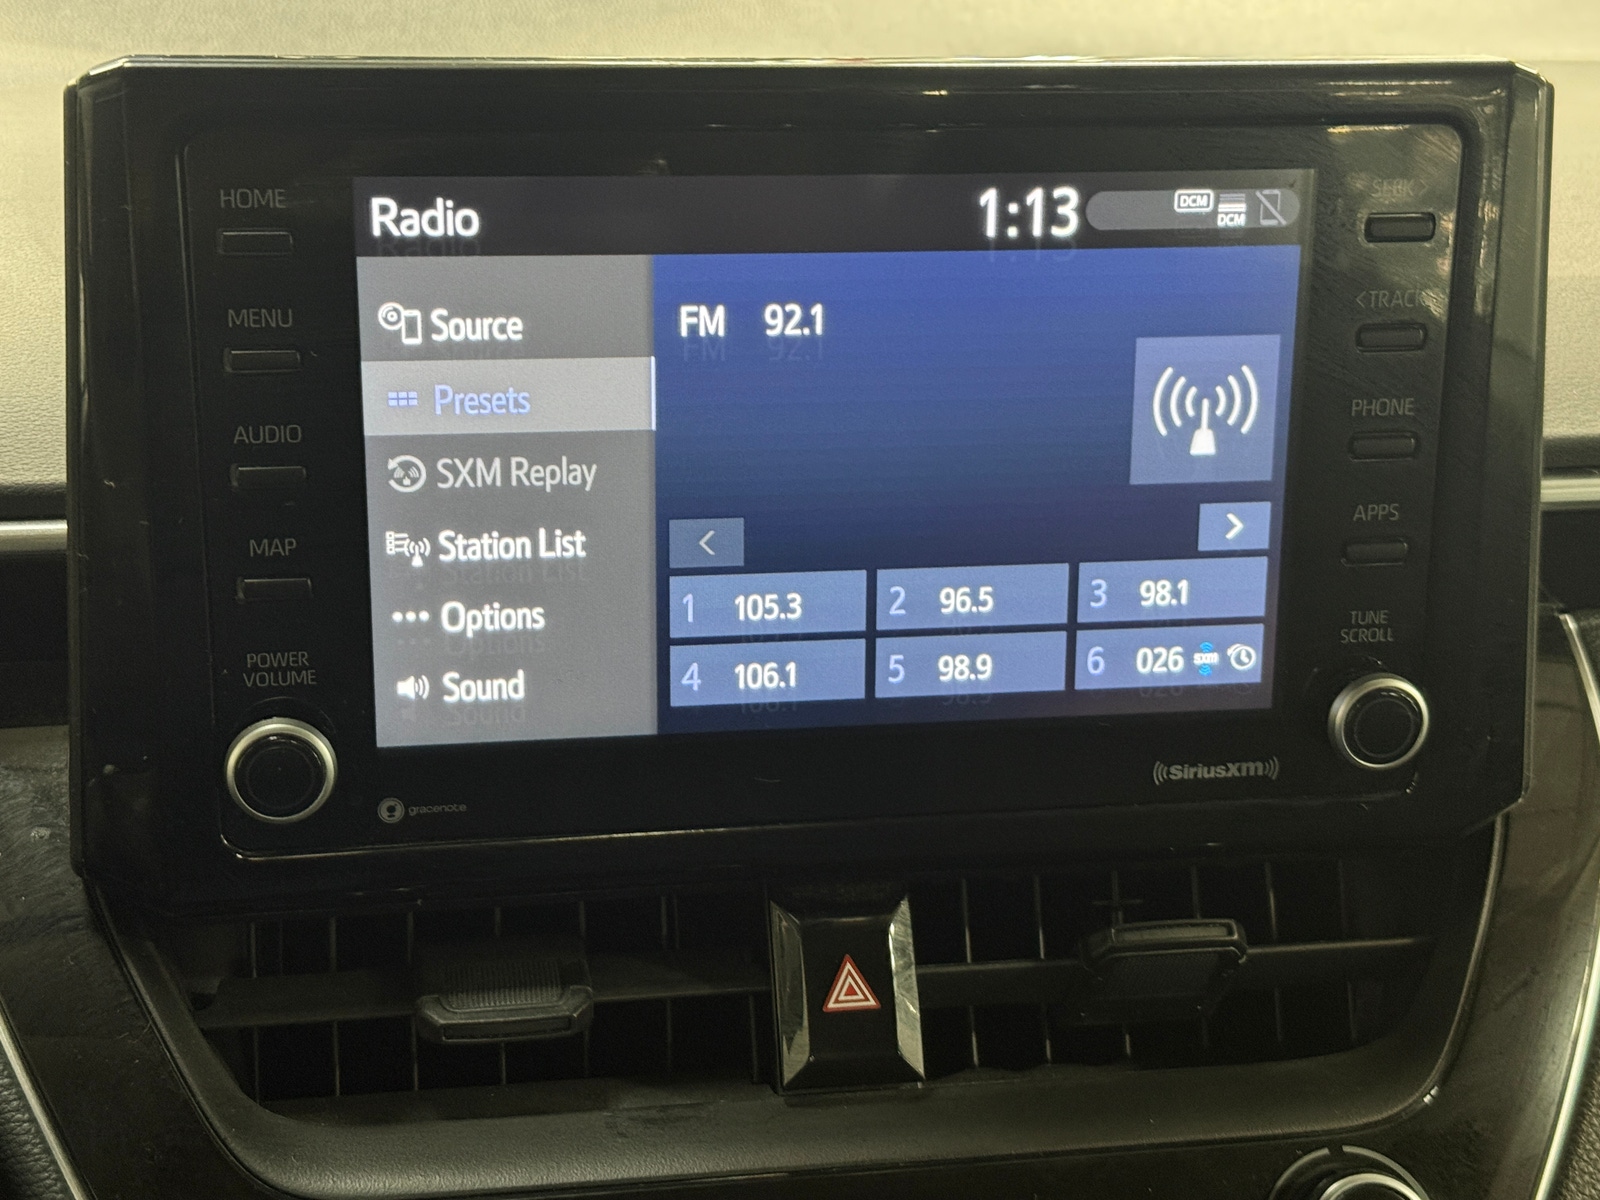 HOME
MENU
AUDIO
MAP
POWER
VOLUME
Radio
1:13
DCM
DCM
Source
Presets
SXM Replay
Station List
Options
Sound
FM 92.1
<
>
1 105.3
2 96.5
3 98.1
4 106.1
5 98.9
6 026 sxm
gracenote
SiriusXM
SEEK >
< TRACK
PHONE
APPS
TUNE
SCROLL